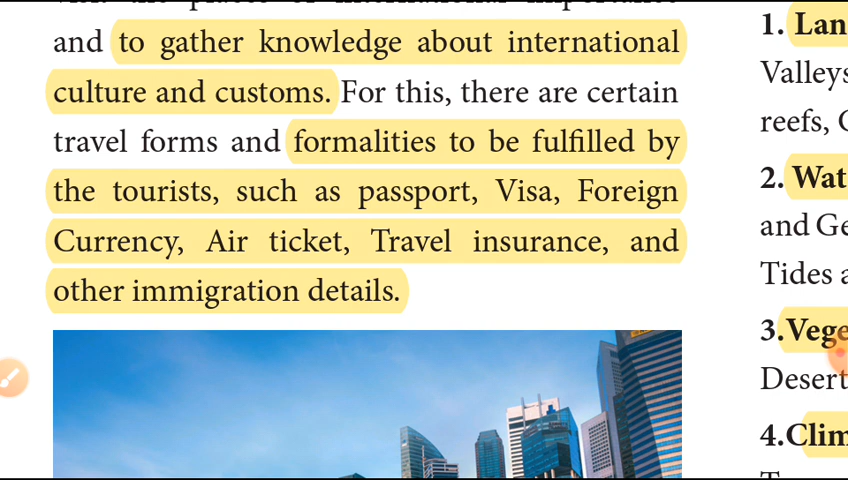 and to gather knowledge about international
culture and customs. For this, there are certain
travel forms and formalities to be fulfilled by
the tourists, such as passport, Visa, Foreign
Currency, Air ticket, Travel insurance, and
other immigration details.
1. Lan
Valleys
reefs,
2. Wat
and Ge
Tides a
3.Vege
Desert
4.Clim